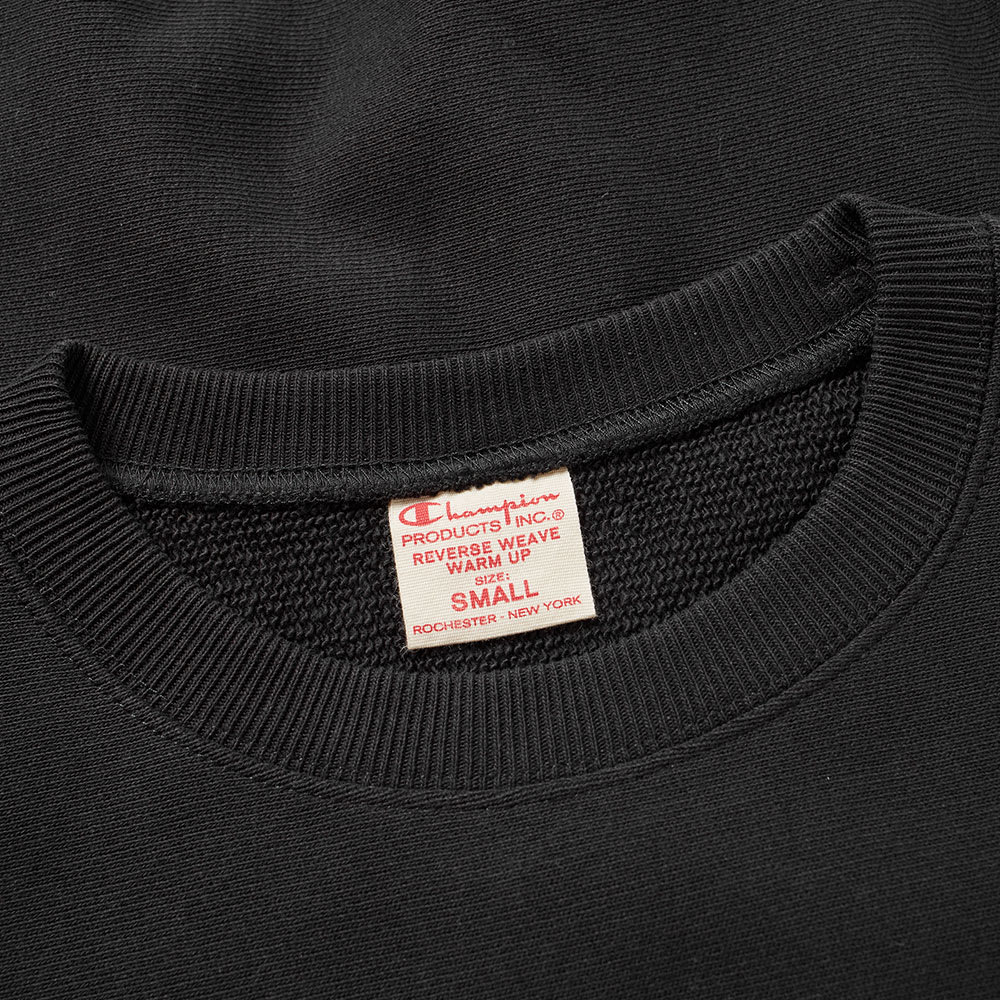 Champion
PRODUCTS INC.®
REVERSE WEAVE
WARM UP
SIZE:
SMALL
ROCHESTER - NEW YORK